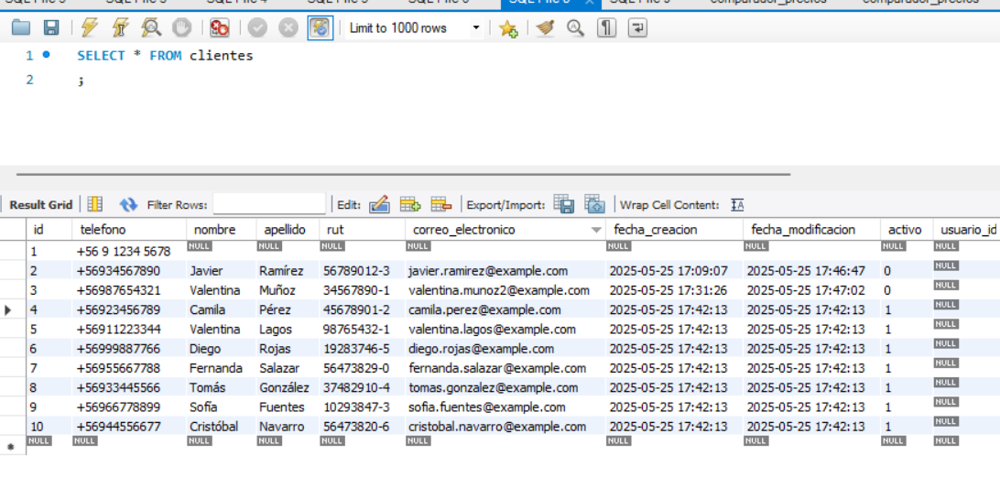 SQL File 5 SQL File 6 comparador_precios comparador_precios
Limit to 1000 rows
1 SELECT * FROM clientes
2 ;
Result Grid Filter Rows: Edit: Export/Import: Wrap Cell Content:
id telefono nombre apellido rut correo_electronico fecha_creacion fecha_modificacion activo usuario_id
1 +56 9 1234 5678 NULL NULL NULL NULL NULL NULL NULL NULL
2 +56934567890 Javier Ramírez 56789012-3 javier.ramirez@example.com 2025-05-25 17:09:07 2025-05-25 17:46:47 0 NULL
3 +56987654321 Valentina Muñoz 34567890-1 valentina.munoz2@example.com 2025-05-25 17:31:26 2025-05-25 17:47:02 0 NULL
4 +56923456789 Camila Pérez 45678901-2 camila.perez@example.com 2025-05-25 17:42:13 2025-05-25 17:42:13 1 NULL
5 +56911223344 Valentina Lagos 98765432-1 valentina.lagos@example.com 2025-05-25 17:42:13 2025-05-25 17:42:13 1 NULL
6 +56999887766 Diego Rojas 19283746-5 diego.rojas@example.com 2025-05-25 17:42:13 2025-05-25 17:42:13 1 NULL
7 +56955667788 Fernanda Salazar 56473829-0 fernanda.salazar@example.com 2025-05-25 17:42:13 2025-05-25 17:42:13 1 NULL
8 +56933445566 Tomás González 37482910-4 tomas.gonzalez@example.com 2025-05-25 17:42:13 2025-05-25 17:42:13 1 NULL
9 +56966778899 Sofía Fuentes 10293847-3 sofia.fuentes@example.com 2025-05-25 17:42:13 2025-05-25 17:42:13 1 NULL
10 +56944556677 Cristóbal Navarro 56473820-6 cristobal.navarro@example.com 2025-05-25 17:42:13 2025-05-25 17:42:13 1 NULL
NULL NULL NULL NULL NULL NULL NULL NULL NULL NULL